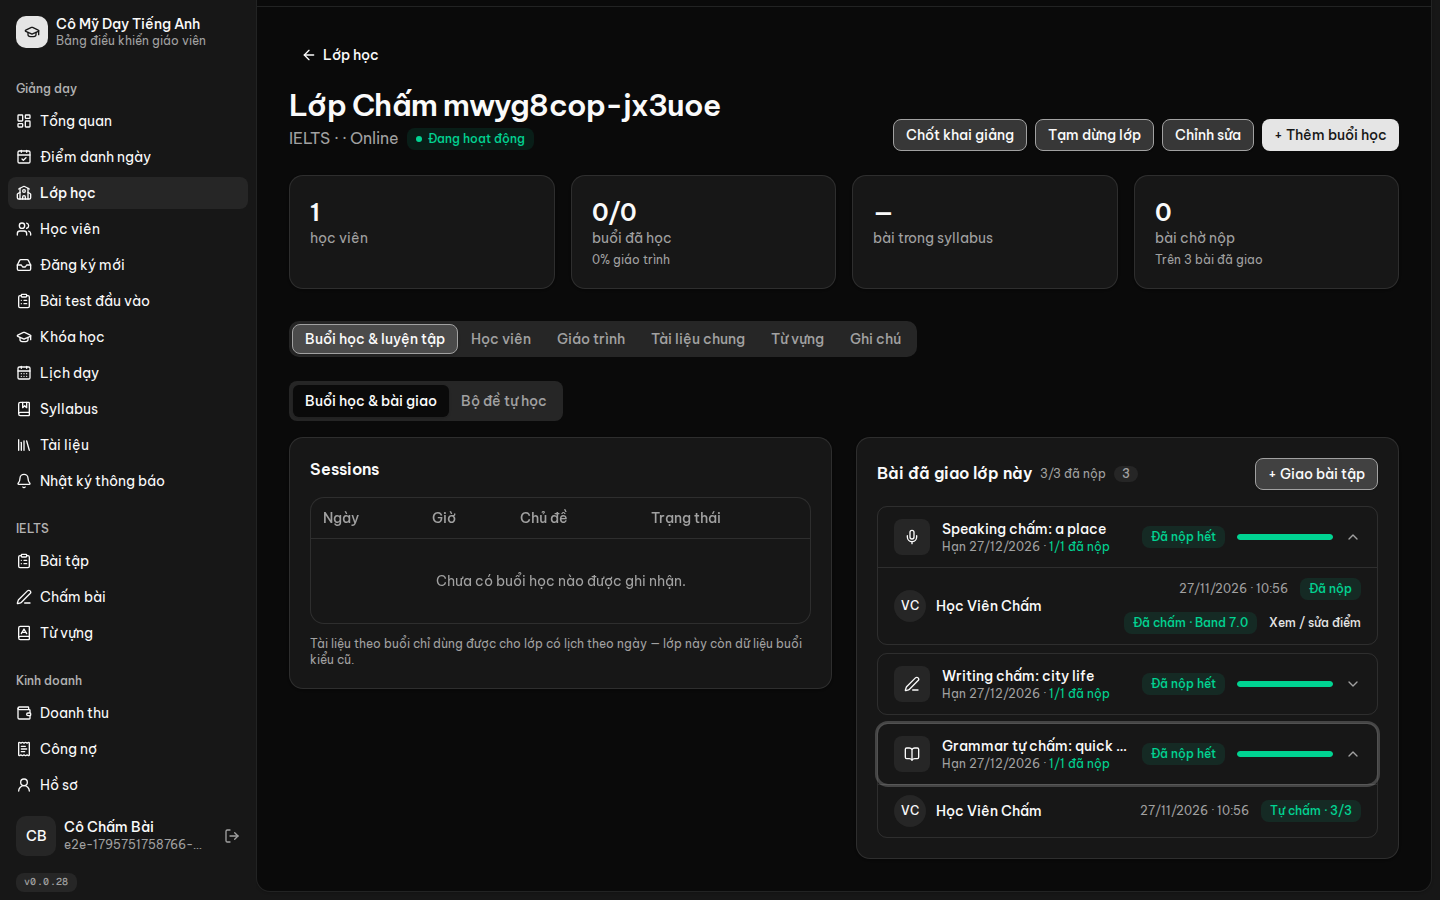 Cô Mỹ Dạy Tiếng Anh
Bảng điều khiển giáo viên
Giảng dạy
Tổng quan
Điểm danh ngày
Lớp học
Học viên
Đăng ký mới
Bài test đầu vào
Khóa học
Lịch dạy
Syllabus
Tài liệu
Nhật ký thông báo
IELTS
Bài tập
Chấm bài
Từ vựng
Kinh doanh
Doanh thu
Công nợ
Hồ sơ
CB
Cô Chấm Bài
e2e-1795751758766-...
v0.0.28
Lớp học
Lớp Chấm mwyg8cop-jx3uoe
IELTS · · Online
Đang hoạt động
Chốt khai giảng
Tạm dừng lớp
Chỉnh sửa
+ Thêm buổi học
1
học viên
0/0
buổi đã học
0% giáo trình
—
bài trong syllabus
0
bài chờ nộp
Trên 3 bài đã giao
Buổi học & luyện tập
Học viên
Giáo trình
Tài liệu chung
Từ vựng
Ghi chú
Buổi học & bài giao
Bộ đề tự học
Sessions
Ngày Giờ Chủ đề Trạng thái
Chưa có buổi học nào được ghi nhận.
Tài liệu theo buổi chỉ dùng được cho lớp có lịch theo ngày — lớp này còn dữ liệu buổi
kiểu cũ.
Bài đã giao lớp này 3/3 đã nộp 3
+ Giao bài tập
Speaking chấm: a place
Hạn 27/12/2026 · 1/1 đã nộp
Đã nộp hết
VC
Học Viên Chấm
27/11/2026 · 10:56
Đã nộp
Đã chấm · Band 7.0
Xem / sửa điểm
Writing chấm: city life
Hạn 27/12/2026 · 1/1 đã nộp
Đã nộp hết
Grammar tự chấm: quick ...
Hạn 27/12/2026 · 1/1 đã nộp
Đã nộp hết
VC
Học Viên Chấm
27/11/2026 · 10:56
Tự chấm · 3/3